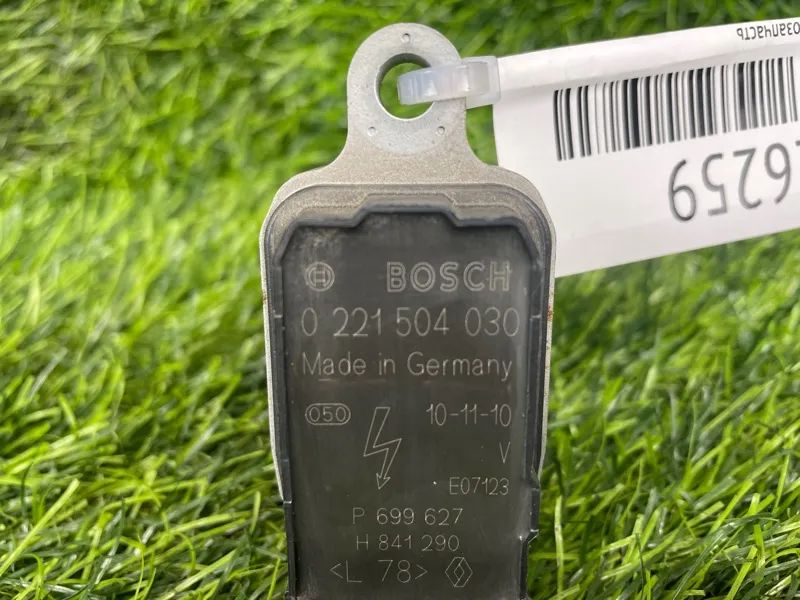 BOSCH
0 221 504 030
Made in Germany
050 10-11-10
V
E07123
P 699 627
H 841 290
<L 78>
6259